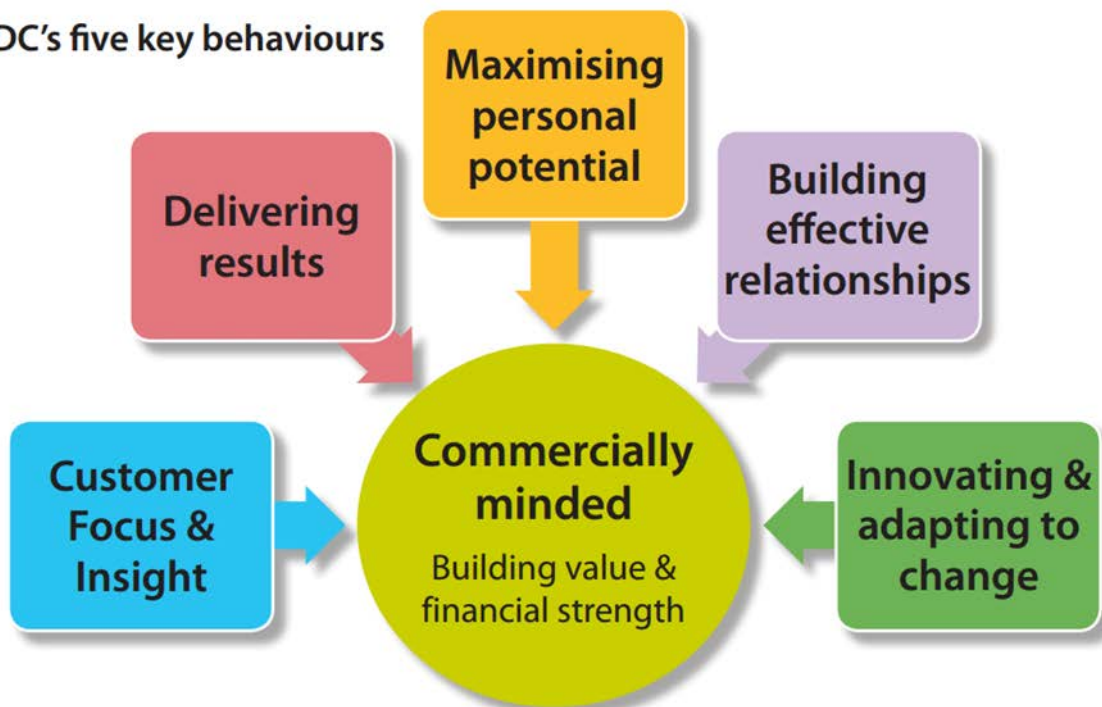 DC's five key behaviours
Maximising
personal
potential
Delivering
results
Building
effective
relationships
Customer
Focus &
Insight
Commercially
minded
Building value &
financial strength
Innovating &
adapting to
change